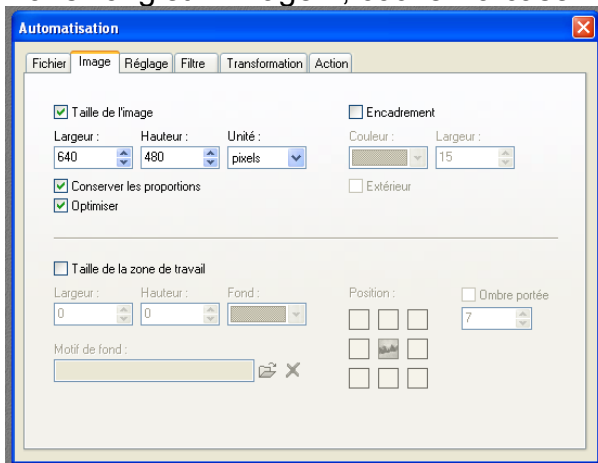 Automatisation
Fichier Image Réglage Filtre Transformation Action
Taille de l'image Encadrement
Largeur : Hauteur : Unité : Couleur : Largeur :
640 480 pixels 15
Conserver les proportions Extérieur
Optimiser
Taille de la zone de travail
Largeur : Hauteur : Fond : Position : Ombre portée
0 0 7
Motif de fond :